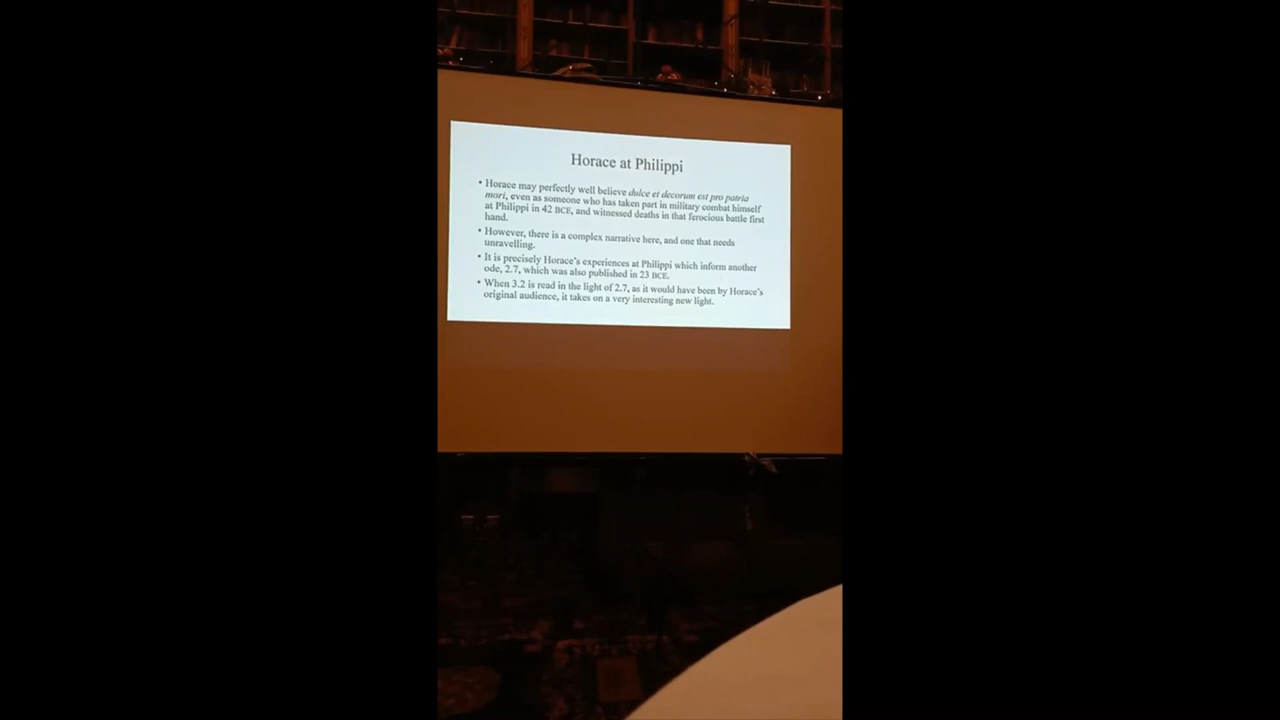 Horace at Philippi
• Horace may perfectly well believe dulce et decorum est pro patria
mori, even as someone who has taken part in military combat himself
at Philippi in 42 BCE, and witnessed deaths in that ferocious battle first
hand.
• However, there is a complex narrative here, and one that needs
unravelling.
• It is precisely Horace's experiences at Philippi which inform another
ode, 2.7, which was also published in 23 BCE.
• When 3.2 is read in the light of 2.7, as it would have been by Horace's
original audience, it takes on a very interesting new light.